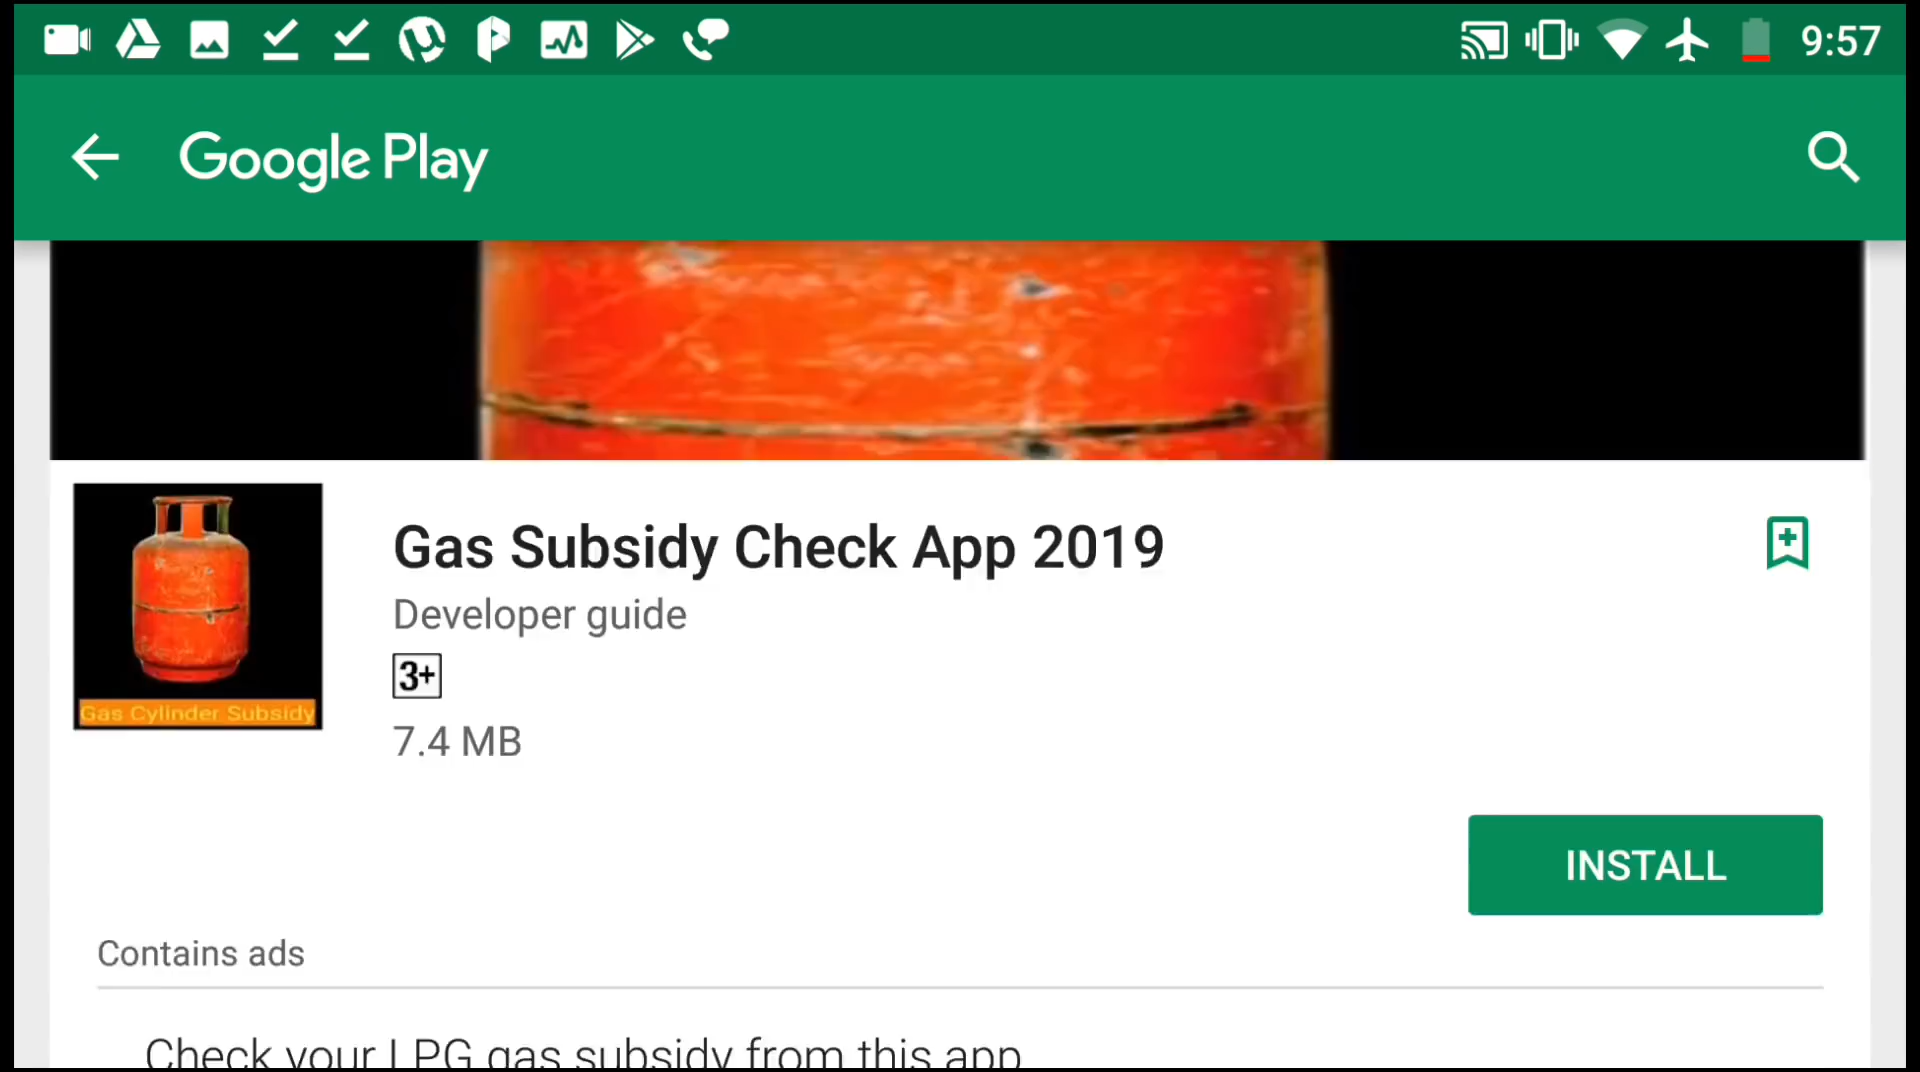 9:57
Google Play
Gas Subsidy Check App 2019
Developer guide
3+
7.4 MB
Gas Cylinder Subsidy
INSTALL
Contains ads
Check your LPG gas subsidy from this app